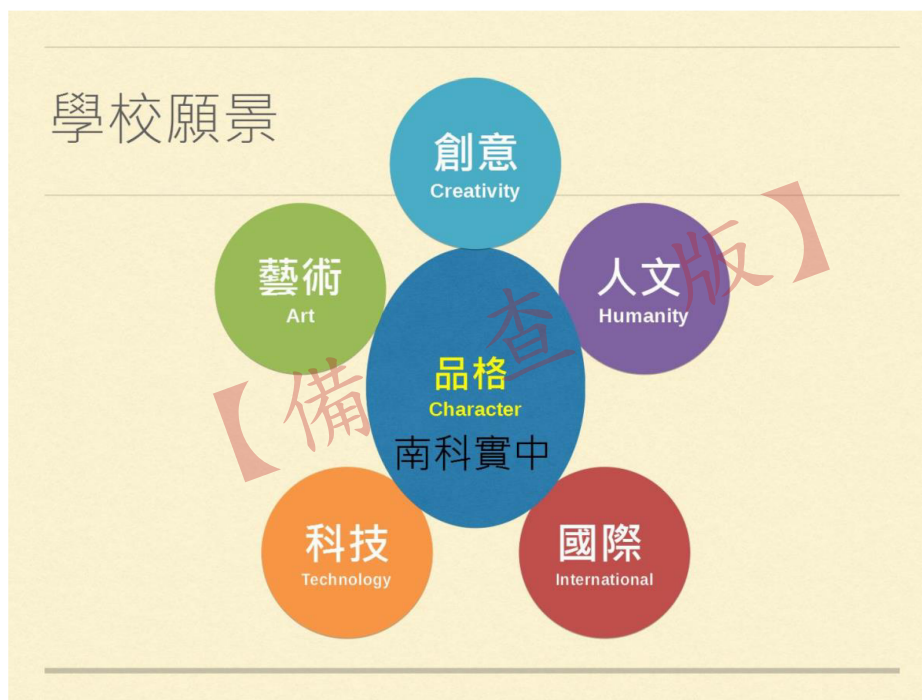 學校願景
創意
Creativity
藝術
Art
人文
Humanity
品格
Character
南科實中
科技
Technology
國際
International
【備查版】